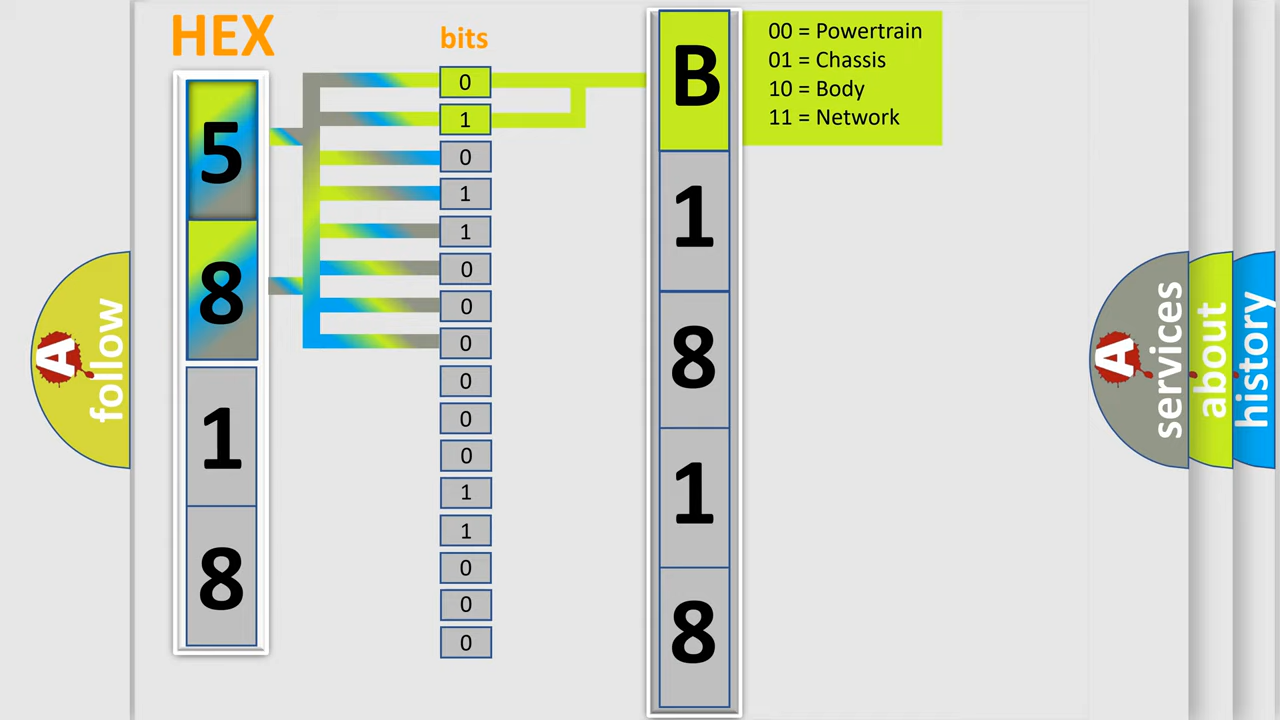 HEX
bits
5
8
1
8
0
1
0
1
1
0
0
0
0
0
0
1
1
0
0
0
B
1
8
1
8
00 = Powertrain
01 = Chassis
10 = Body
11 = Network
A
follow
A
services
about
history